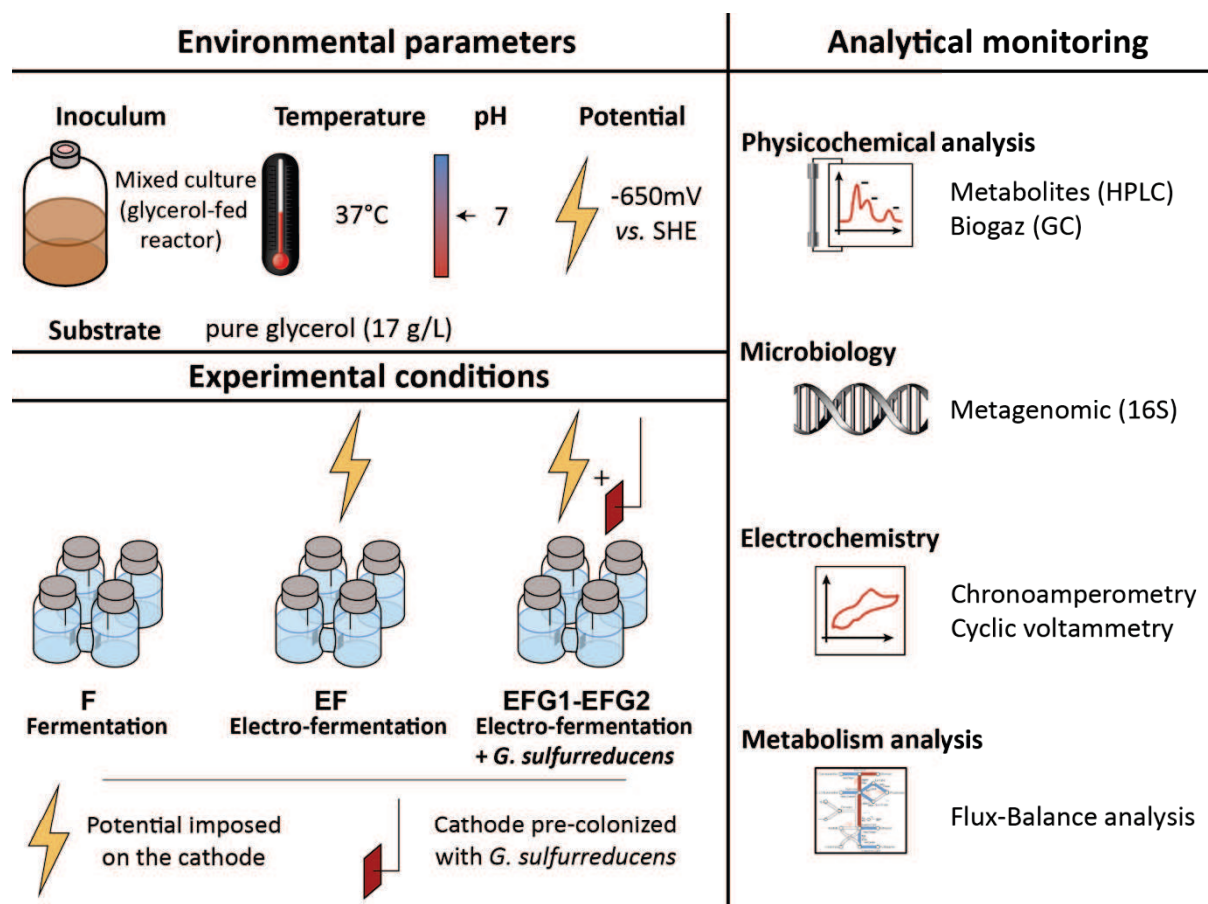 Environmental parameters
Inoculum
Mixed culture
(glycerol-fed
reactor)
Temperature
37°C
pH
7
Potential
-650mV
vs. SHE
Substrate pure glycerol (17 g/L)
Experimental conditions
+
F
Fermentation
EF
Electro-fermentation
EFG1-EFG2
Electro-fermentation
+ G. sulfurreducens
Potential imposed
on the cathode
Cathode pre-colonized
with G. sulfurreducens
Analytical monitoring
Physicochemical analysis
Metabolites (HPLC)
Biogaz (GC)
Microbiology
Metagenomic (16S)
Electrochemistry
Chronoamperometry
Cyclic voltammetry
Metabolism analysis
Flux-Balance analysis